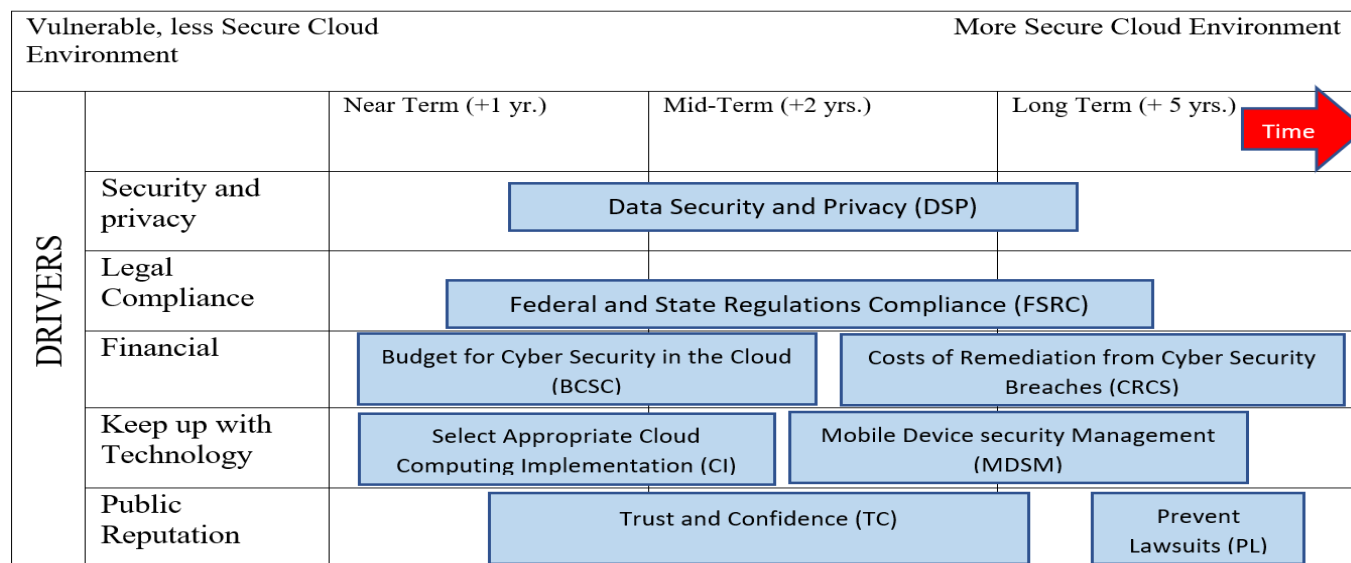 Vulnerable, less Secure Cloud
Environment
More Secure Cloud Environment
Near Term (+1 yr.)
Mid-Term (+2 yrs.)
Long Term (+ 5 yrs.)
Time
DRIVERS
Security and
privacy
Data Security and Privacy (DSP)
Legal
Compliance
Federal and State Regulations Compliance (FSRC)
Financial
Budget for Cyber Security in the Cloud
(BCSC)
Costs of Remediation from Cyber Security
Breaches (CRCS)
Keep up with
Technology
Select Appropriate Cloud
Computing Implementation (CI)
Mobile Device security Management
(MDSM)
Public
Reputation
Trust and Confidence (TC)
Prevent
Lawsuits (PL)